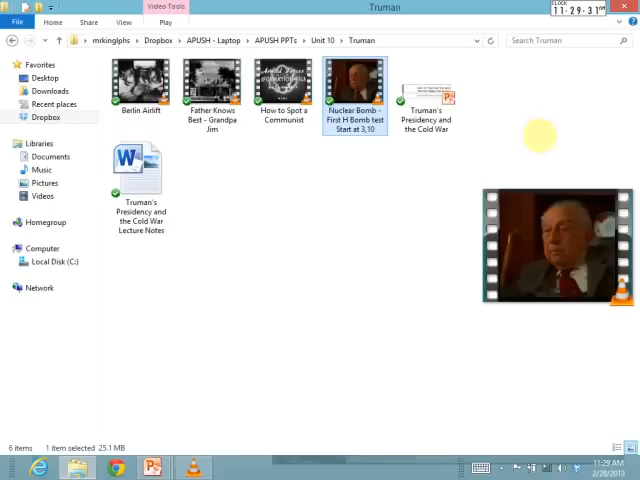 Video Tools
Truman
CLOCK
11-29-31AM
File
Home
Share
View
Play
mrkinglphs
Dropbox
APUSH - Laptop
APUSH PPTs
Unit 10
Truman
Search Truman
Favorites
Desktop
Downloads
Recent places
Dropbox
Libraries
Documents
Music
Pictures
Videos
Homegroup
Computer
Local Disk (C:)
Network
Berlin Airlift
Father Knows
Best - Grandpa
Jim
How to Spot a
Communist
Nuclear Bomb -
First H Bomb test
Start at 3,10
Truman's
Presidency and
the Cold War
Truman's
Presidency and
the Cold War
Lecture Notes
6 items
1 item selected 25.1 MB
11:29 AM
2/28/2013